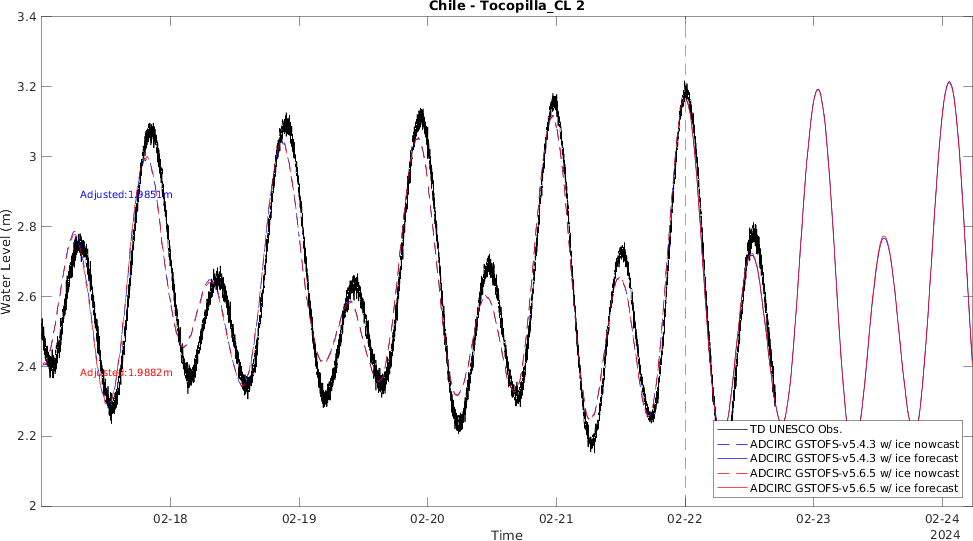 Chile - Tocopilla_CL 2
3.4
3.2
3
2.8
2.6
2.4
2.2
2
Water Level (m)
Adjusted:1.9851m
Adjusted:1.9882m
TD UNESCO Obs.
ADCIRC GSTOFS-v5.4.3 w/ ice nowcast
ADCIRC GSTOFS-v5.4.3 w/ ice forecast
ADCIRC GSTOFS-v5.6.5 w/ ice nowcast
ADCIRC GSTOFS-v5.6.5 w/ ice forecast
02-18 02-19 02-20 02-21 02-22 02-23 02-24
Time
2024